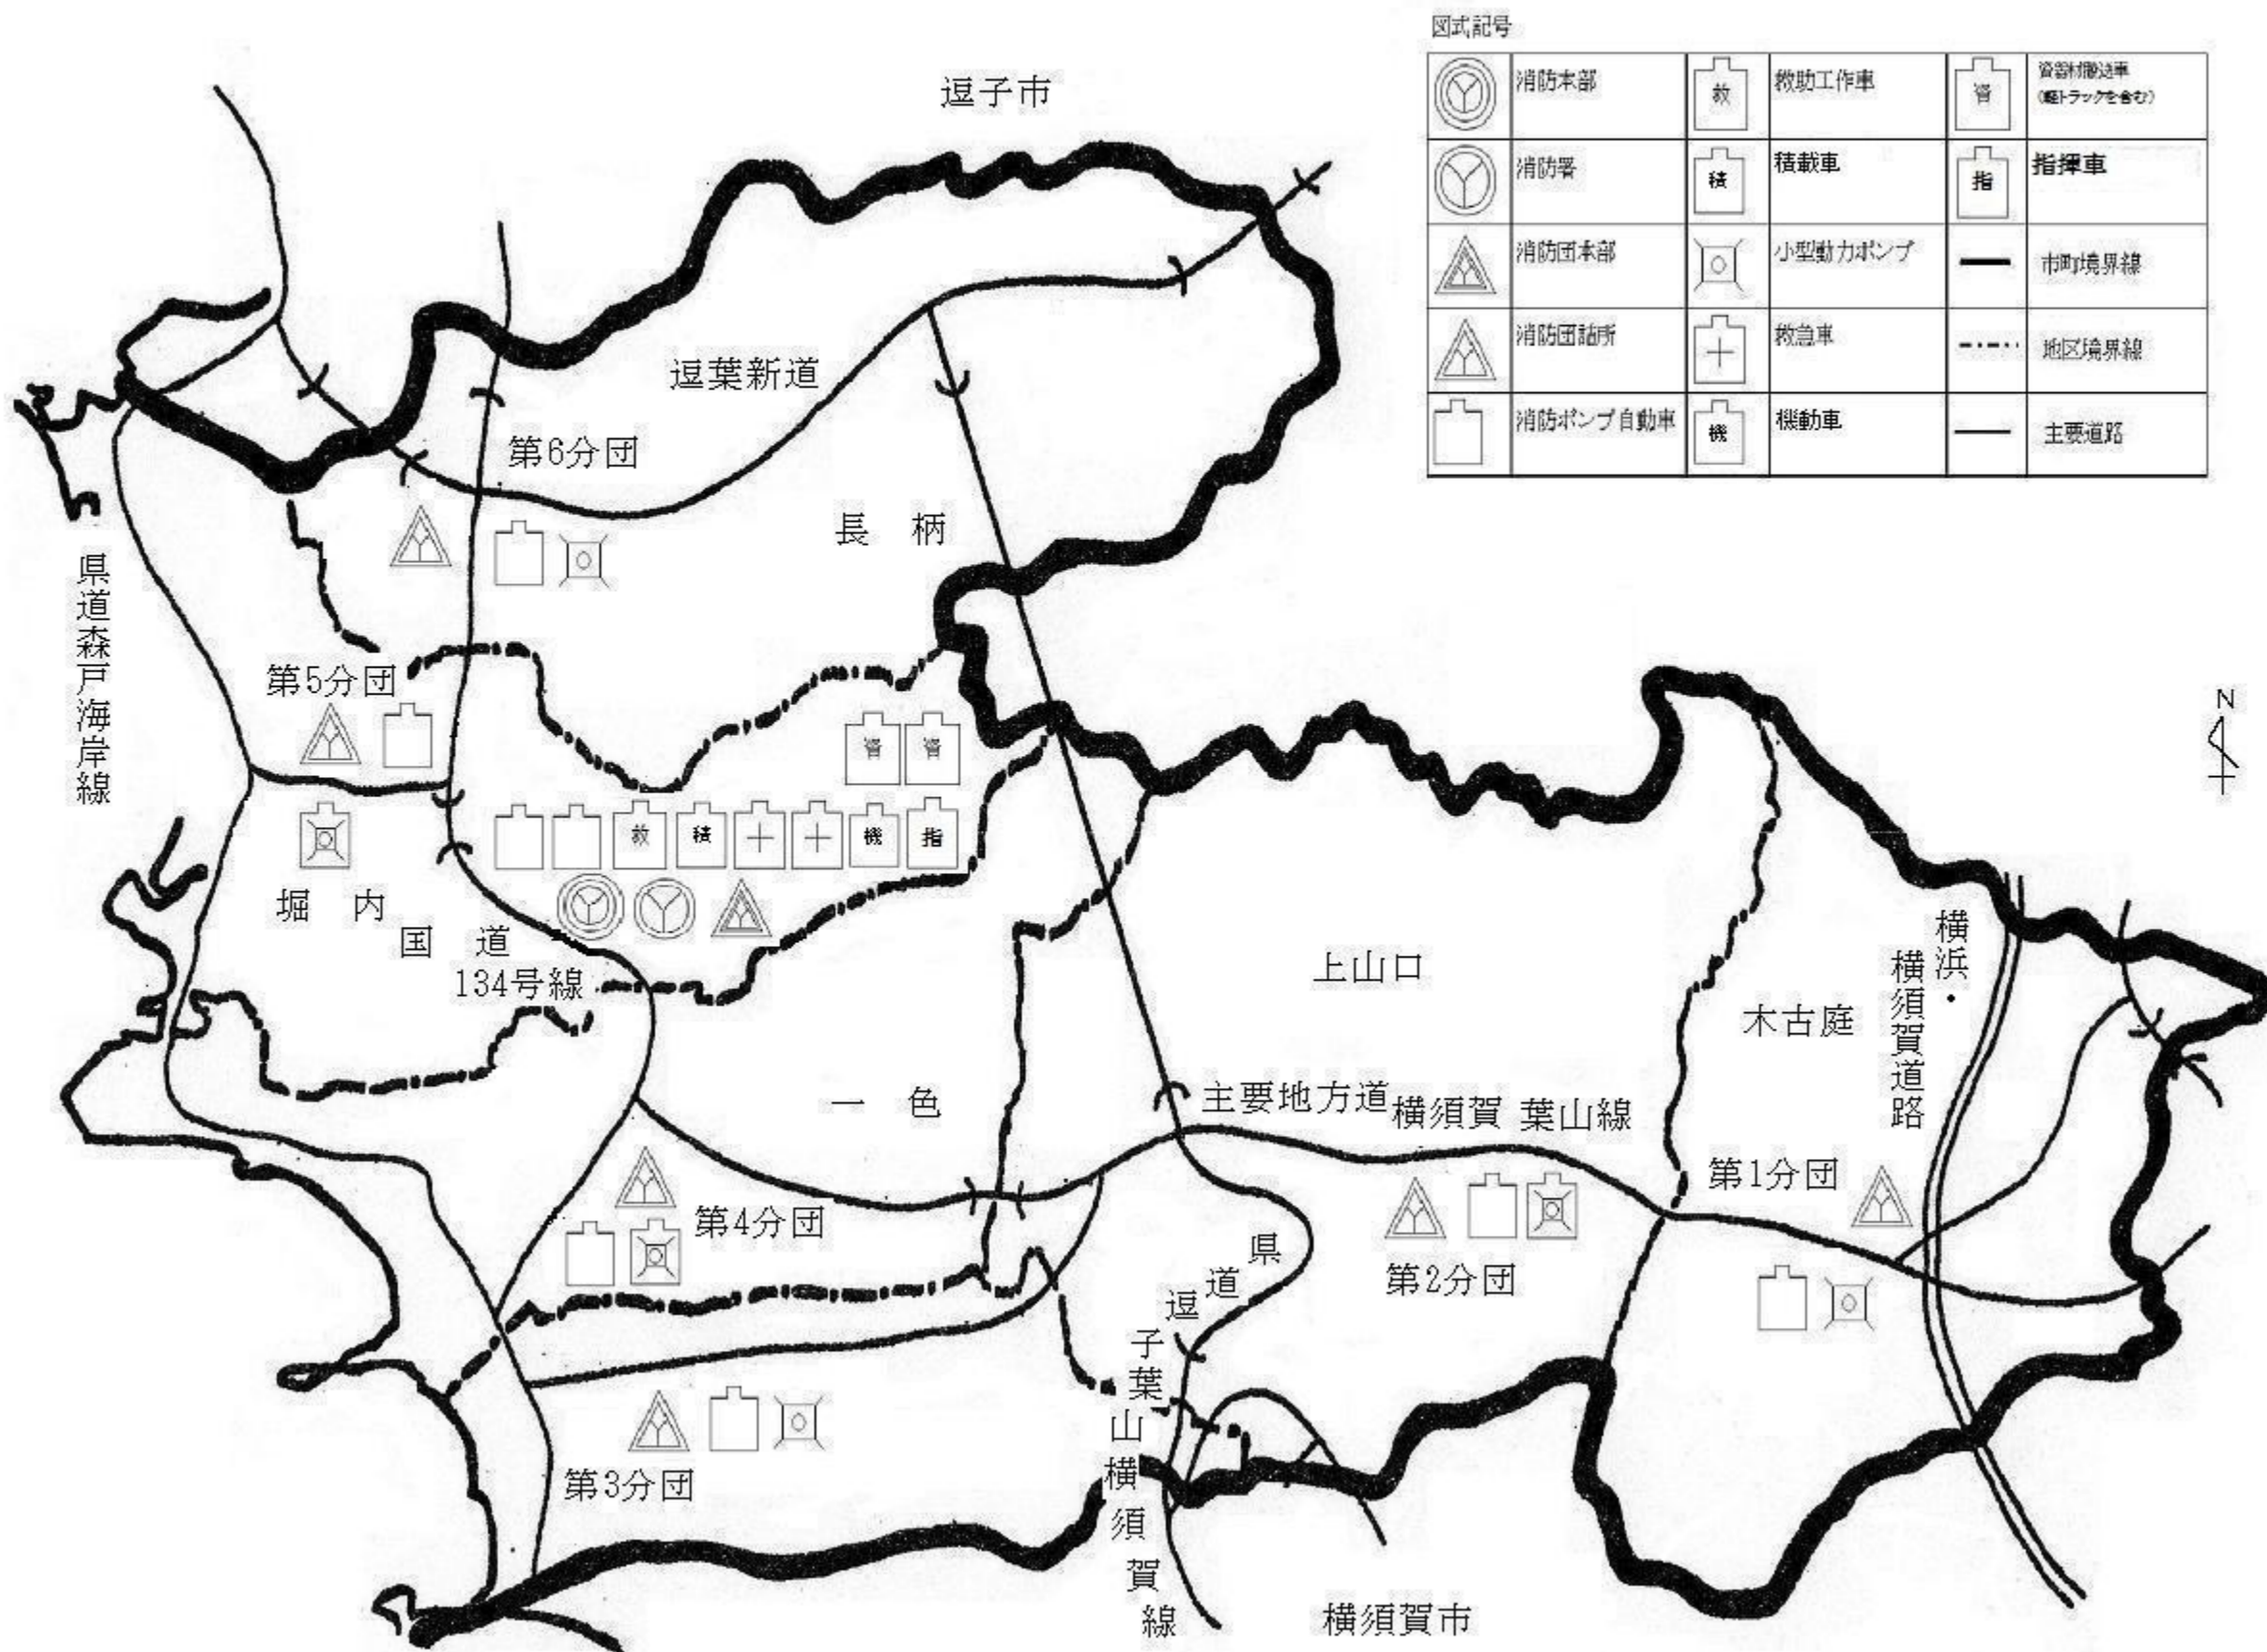 図式記号
消防本部
救
救助工作車
資
資器材搬送車
(軽トラックを含む)
消防署
積
積載車
指
指揮車
消防団本部
小型動力ポンプ
市町境界線
消防団詰所
救急車
地区境界線
消防ポンプ自動車
機
機動車
主要道路
逗子市
逗葉新道
第6分団
長 柄
県道森戸海岸線
第5分団
資
資
救
積
機
指
堀 内
国 道
134号線
N
上山口
木古庭
横浜・
横須賀道路
一 色
主要地方道
横須賀 葉山線
第1分団
第4分団
第2分団
県道逗子葉山横須賀線
第3分団
横須賀市